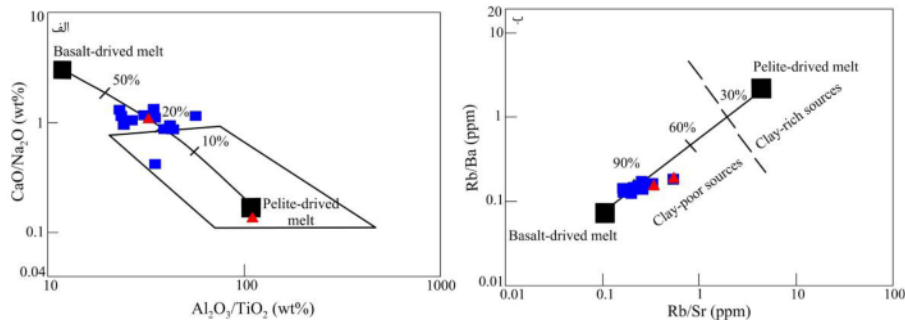 10
الف
Basalt-drived melt
50%
20%
10%
1
Pelite-drived
melt
0.1
0.04
10
100
1000
CaO/Na₂O (wt%)
Al₂O₃/TiO₂ (wt%)
20
10
ب-
Pelite-drived melt
30%
60%
90%
Clay-rich sources
Clay-poor sources
1
0.1
Basalt-drived melt
0.01
0.01
0.1
1
10
100
Rb/Ba (ppm)
Rb/Sr (ppm)